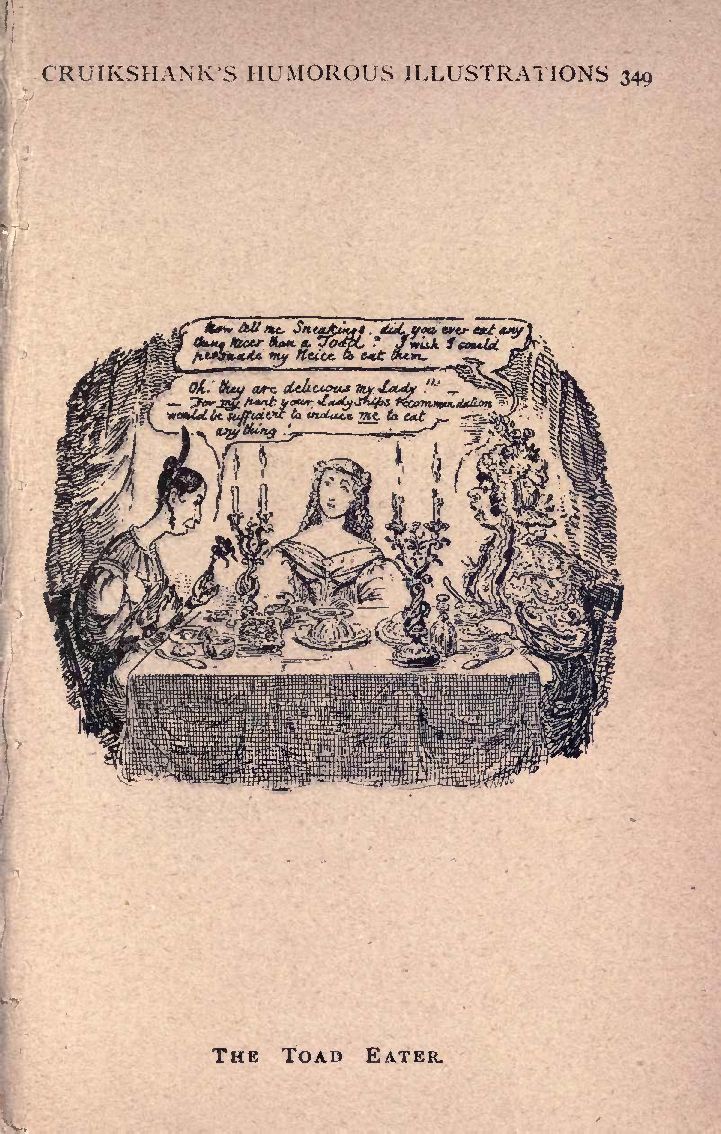 CRUIKSHANK'S HUMOROUS ILLUSTRATIONS 349
Now tell me Sneakings, did you ever eat any
thing nicer than a Toad ? I wish I could
persuade my Neice to eat them
Oh. they are delicious my Lady !!! —
— For my part your LadyShips recommendation
would be sufficient to induce me to eat
any thing !
THE TOAD EATER.